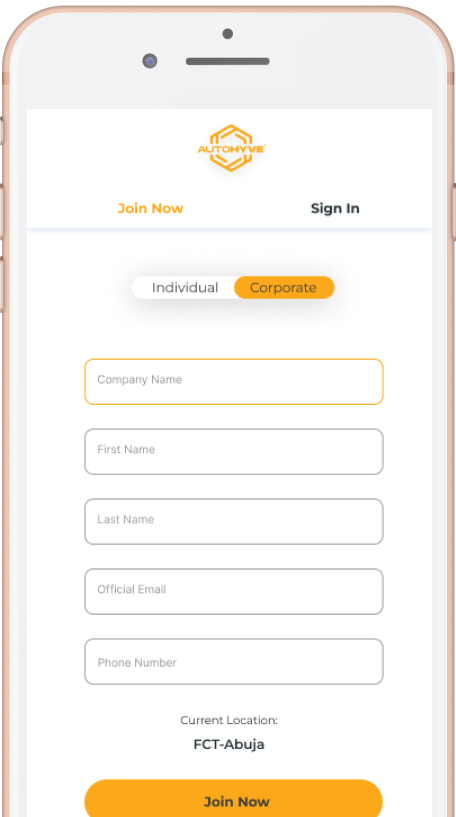 AUTOHYVE
Join Now Sign In
Individual Corporate
Company Name
First Name
Last Name
Official Email
Phone Number
Current Location:
FCT-Abuja
Join Now